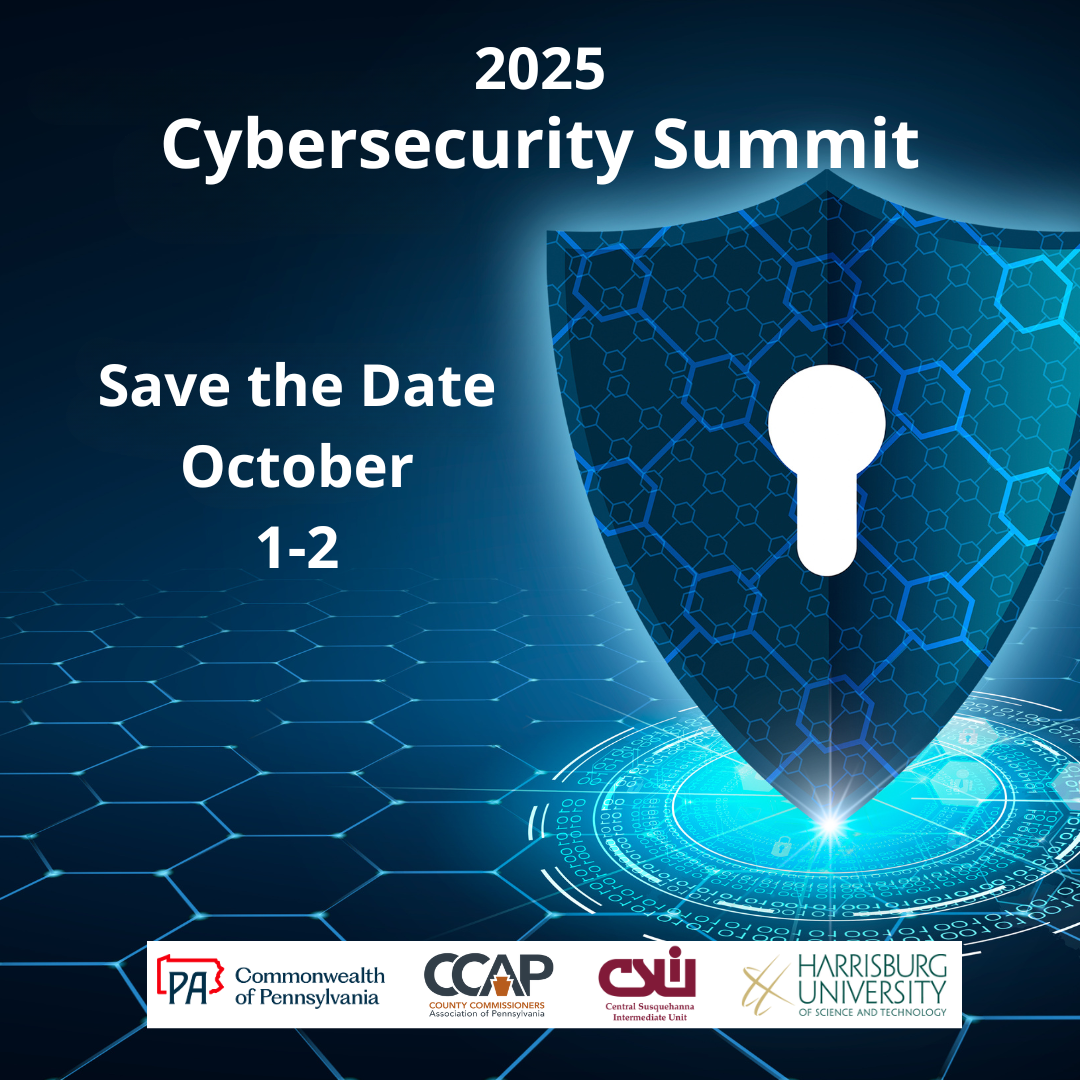 2025
Cybersecurity Summit
Save the Date
October
1-2
PA
Commonwealth
of Pennsylvania
CCAP
COUNTY COMMISSIONERS
Association of Pennsylvania
CSIU
Central Susquehanna
Intermediate Unit
HARRISBURG
UNIVERSITY
OF SCIENCE AND TECHNOLOGY